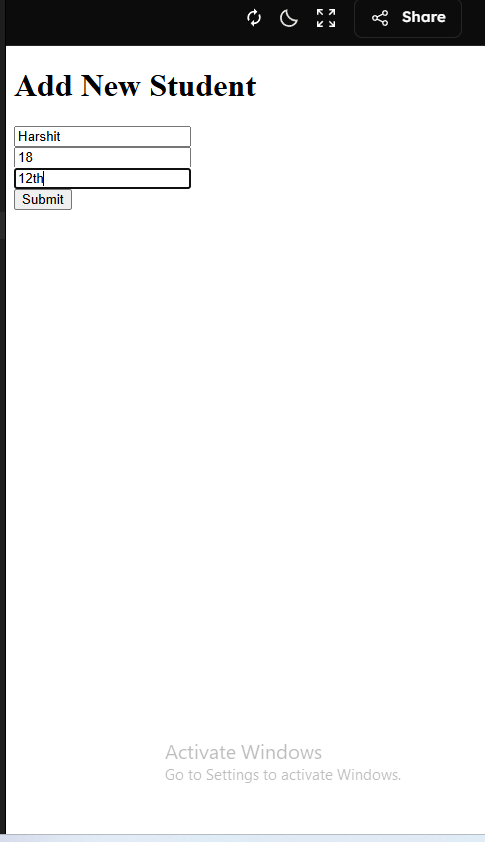 Share
Add New Student
Harshit
18
12th
Submit
Activate Windows
Go to Settings to activate Windows.